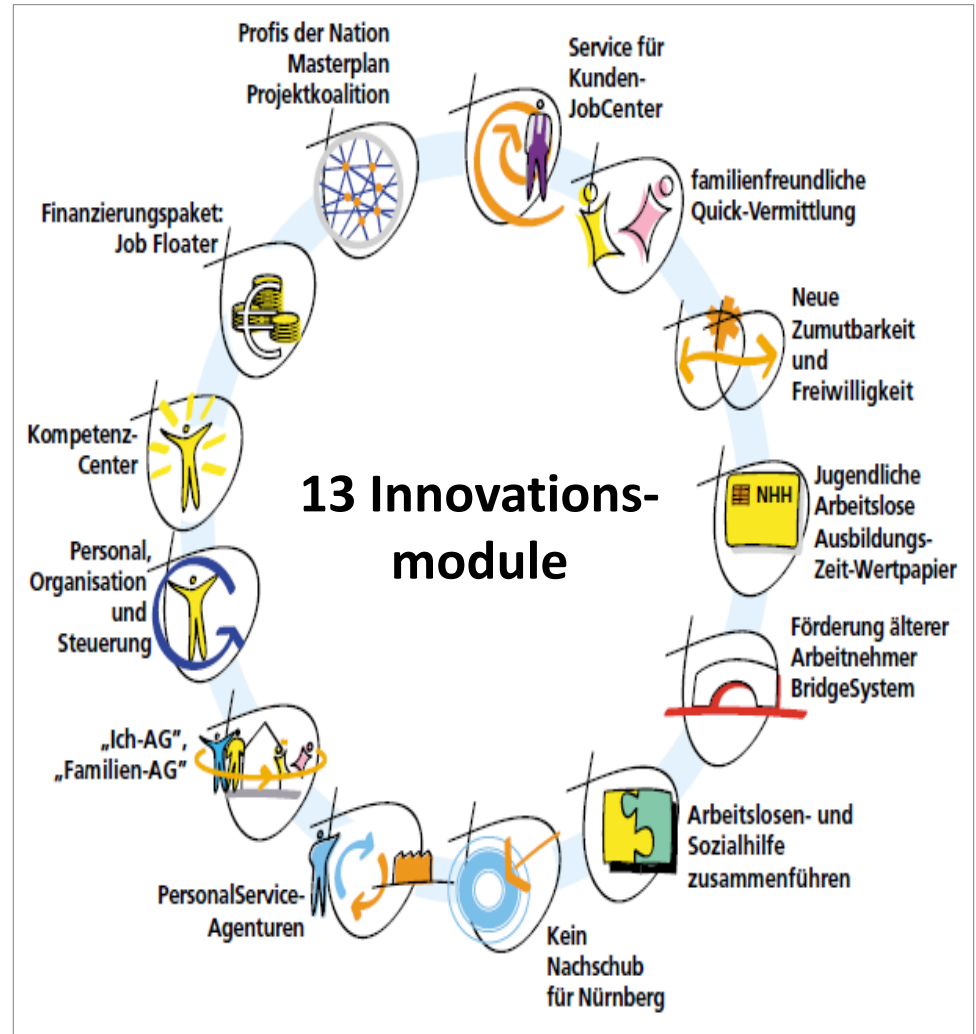 Service für
Kunden-
JobCenter
familienfreundliche
Quick-Vermittlung
Neue
Zumutbarkeit
und
Freiwilligkeit
NHH
Jugendliche
Arbeitslose
Ausbildungs-
Zeit-Wertpapier
Förderung älterer
Arbeitnehmer
BridgeSystem
Arbeitslosen- und
Sozialhilfe
zusammenführen
Kein
Nachschub
für Nürnberg
PersonalService-
Agenturen
„Ich-AG”,
„Familien-AG”
Personal,
Organisation
und
Steuerung
Kompetenz-
Center
Finanzierungspaket:
Job Floater
Profis der Nation
Masterplan
Projektkoalition
13 Innovations-
module